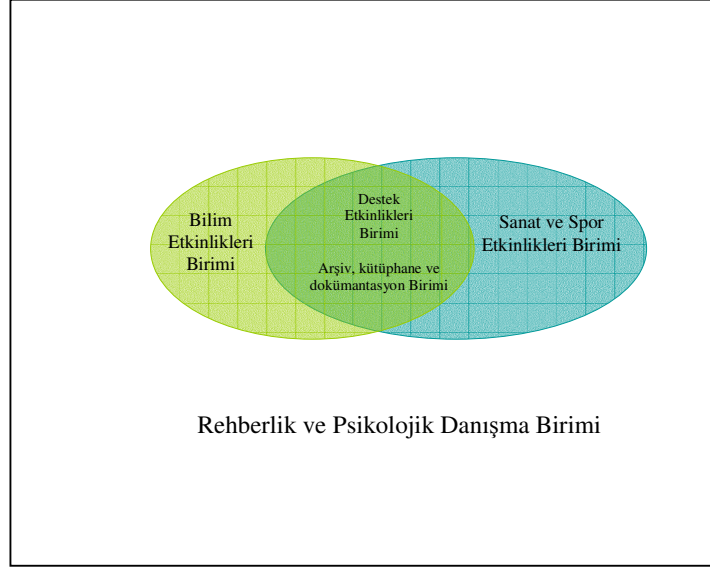 Bilim
Etkinlikleri
Birimi
Destek
Etkinlikleri
Birimi
Arşiv, kütüphane ve
dokümantasyon Birimi
Sanat ve Spor
Etkinlikleri Birimi
Rehberlik ve Psikolojik Danışma Birimi